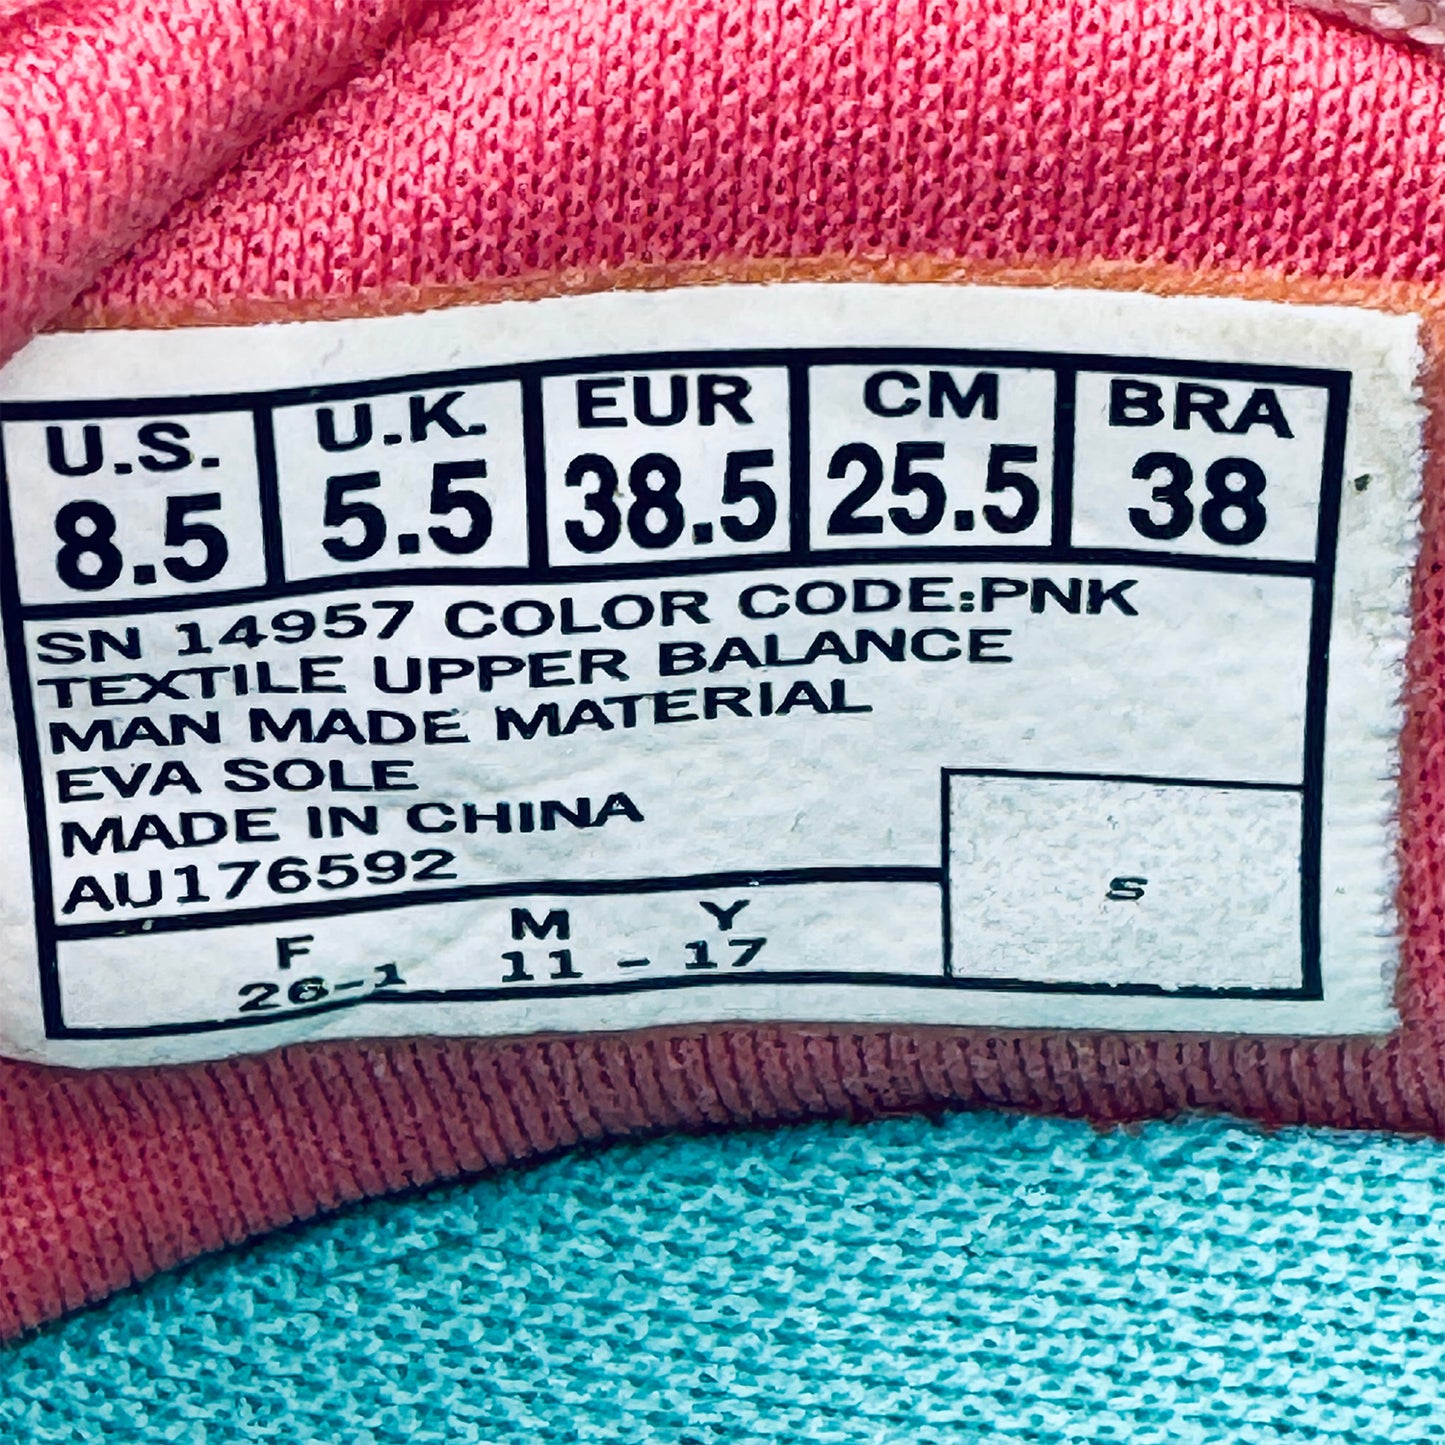 U.S. U.K. EUR CM BRA
8.5 5.5 38.5 25.5 38
SN 14957 COLOR CODE:PNK
TEXTILE UPPER BALANCE
MAN MADE MATERIAL
EVA SOLE
MADE IN CHINA
AU176592
F M Y
26-1 11 - 17
S